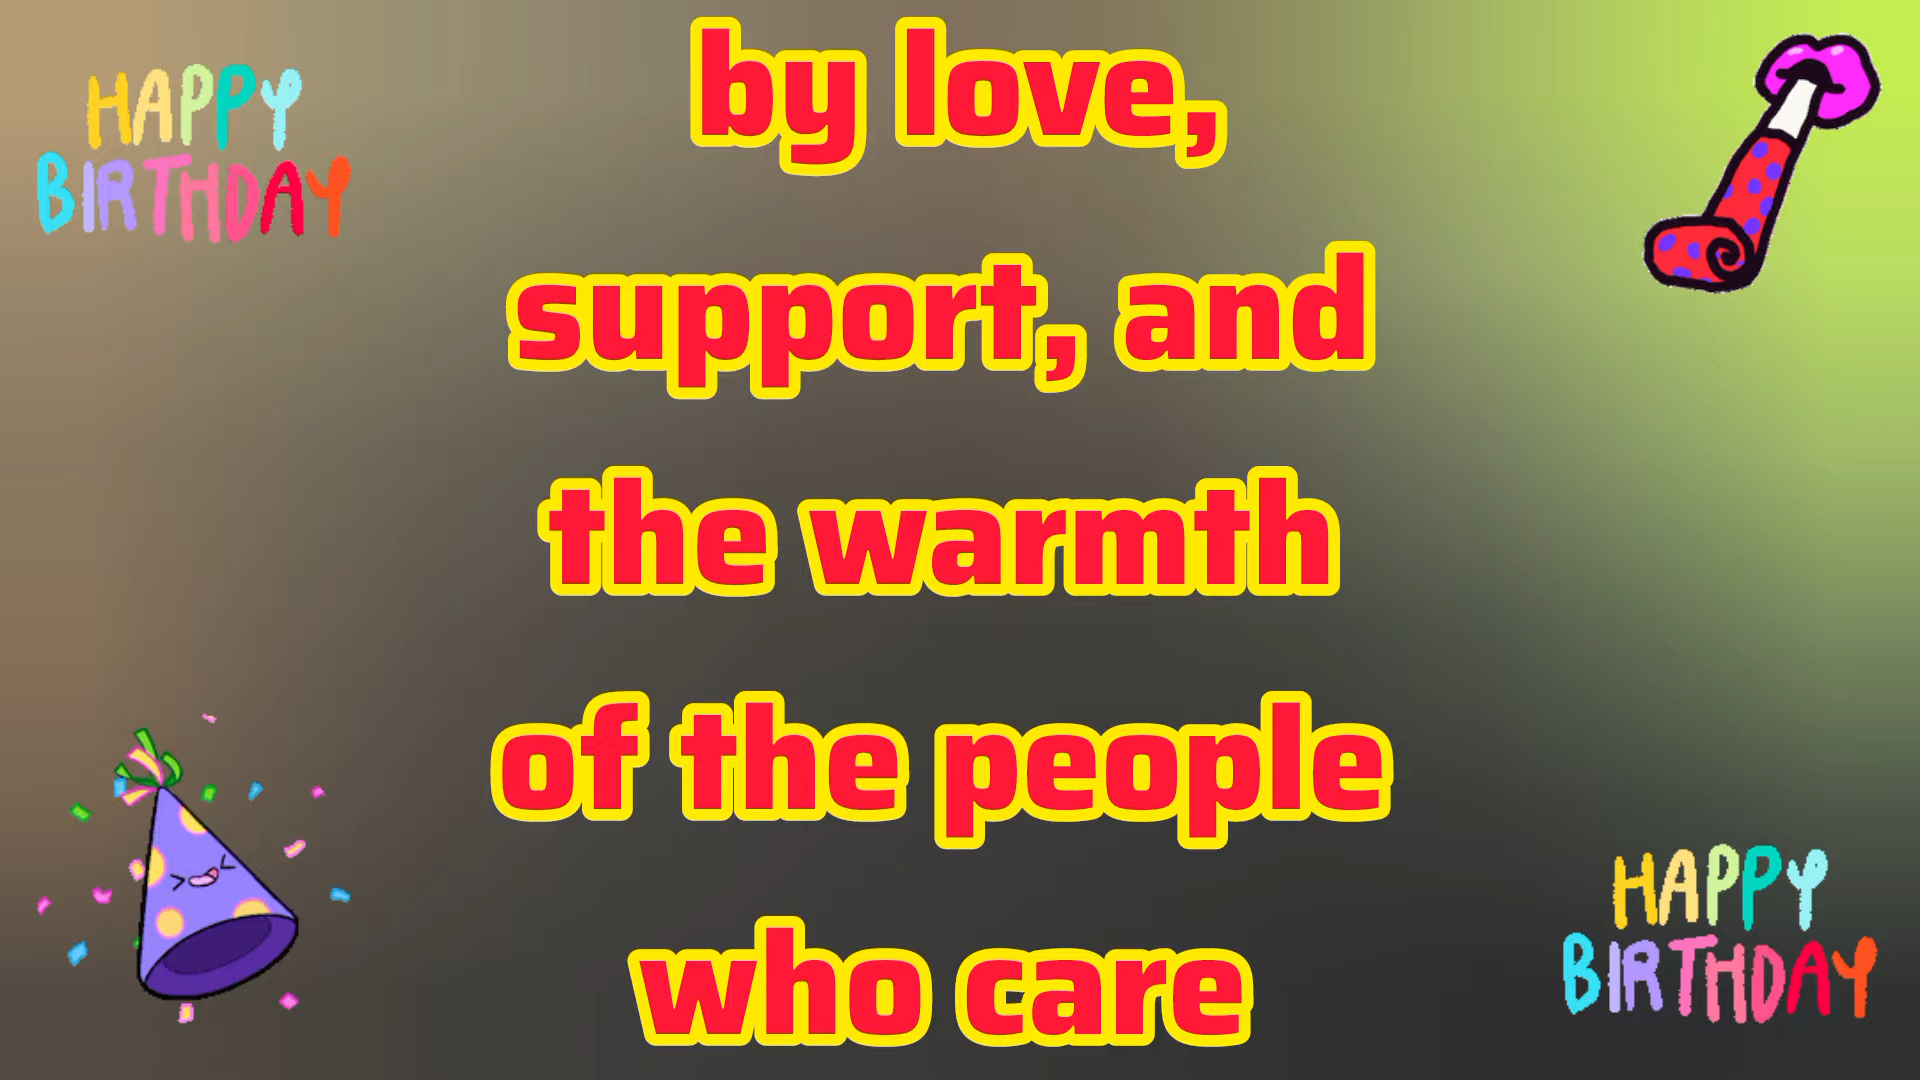 HAPPY
BIRTHDAY
by love,
support, and
the warmth
of the people
who care
HAPPY
BIRTHDAY